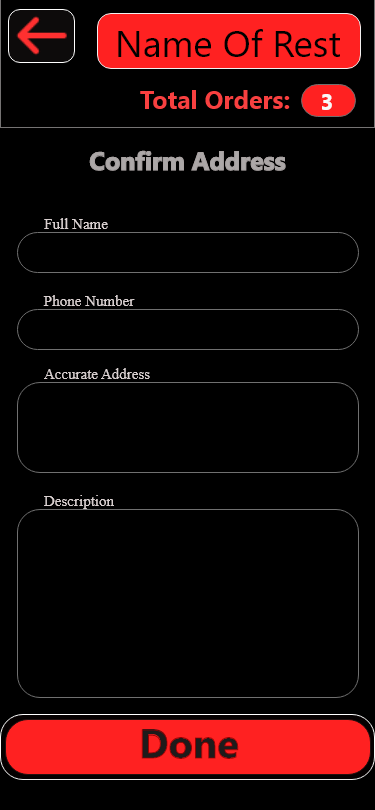 Name Of Rest
Total Orders: 3
Confirm Address
Full Name
Phone Number
Accurate Address
Description
Done